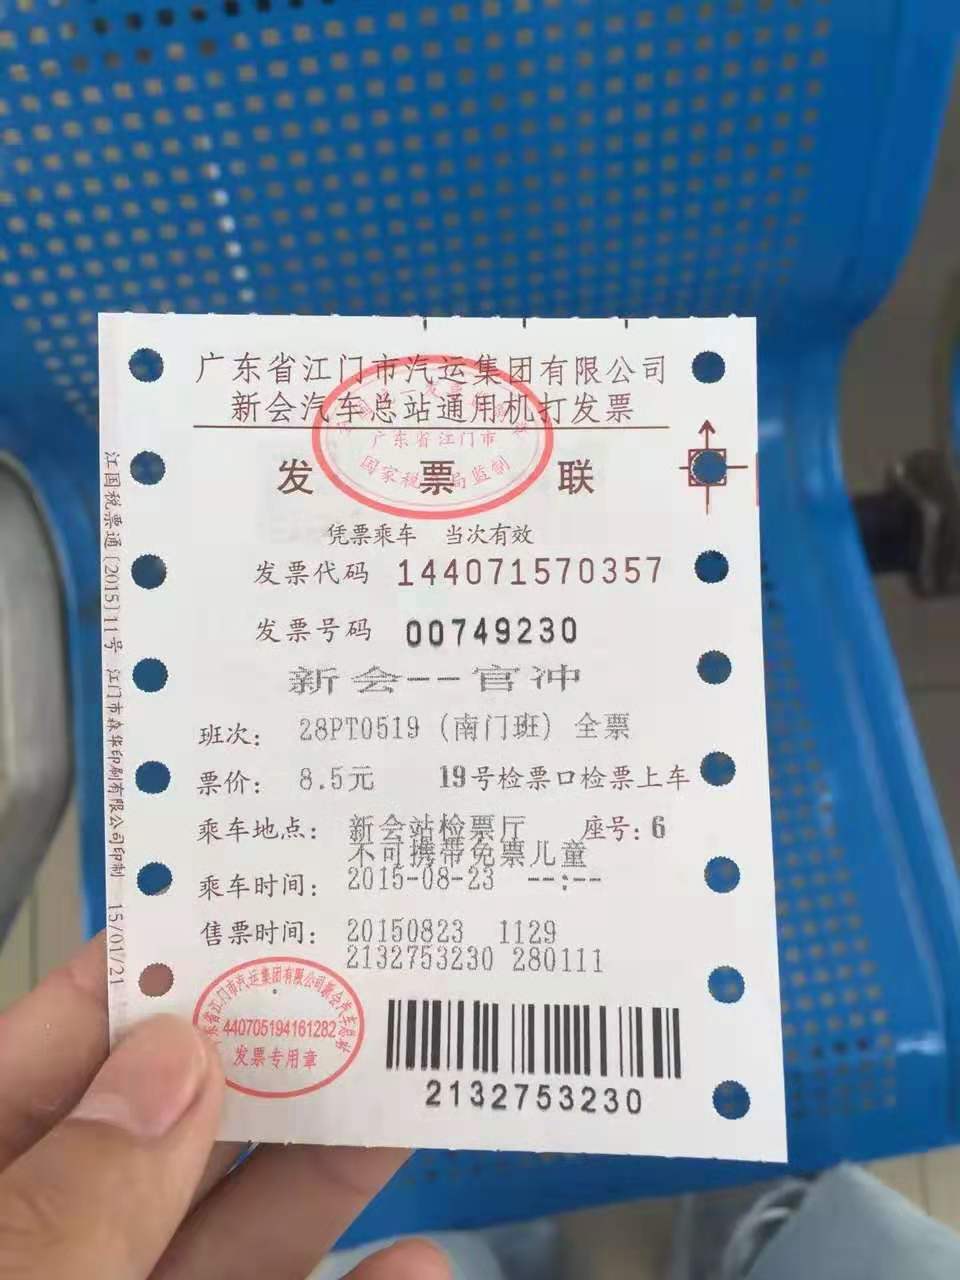 广东省江门市汽运集团有限公司
新会汽车总站通用机打发票
广东省江门市
国家税 局监制
发 票 联
凭票乘车 当次有效
发票代码 144071570357
发票号码 00749230
新会--官冲
班次: 28PT0519 (南门班) 全票
票价: 8.5元 19号检票口检票上车
乘车地点: 新会站检票厅 座号: 6
不可携带免票儿童
乘车时间: 2015-08-23 --:--
售票时间: 20150823 1129
2132753230 280111
广东省江门市汽运集团有限公司新会汽车总站
440705194161282
发票专用章
2132753230
江国税票通[2015]11号 江门市森华印刷有限公司印制 15/01/21